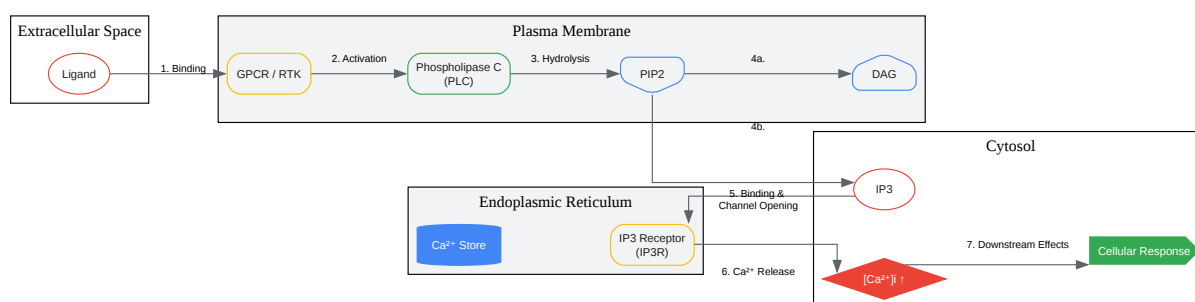 Extracellular Space
Plasma Membrane
Ligand
1. Binding
GPCR / RTK
2. Activation
Phospholipase C
(PLC)
3. Hydrolysis
PIP2
4a.
DAG
4b.
Cytosol
IP3
5. Binding &
Channel Opening
Endoplasmic Reticulum
Ca²⁺ Store
IP3 Receptor
(IP3R)
6. Ca²⁺ Release
[Ca²⁺]i ↑
7. Downstream Effects
Cellular Response